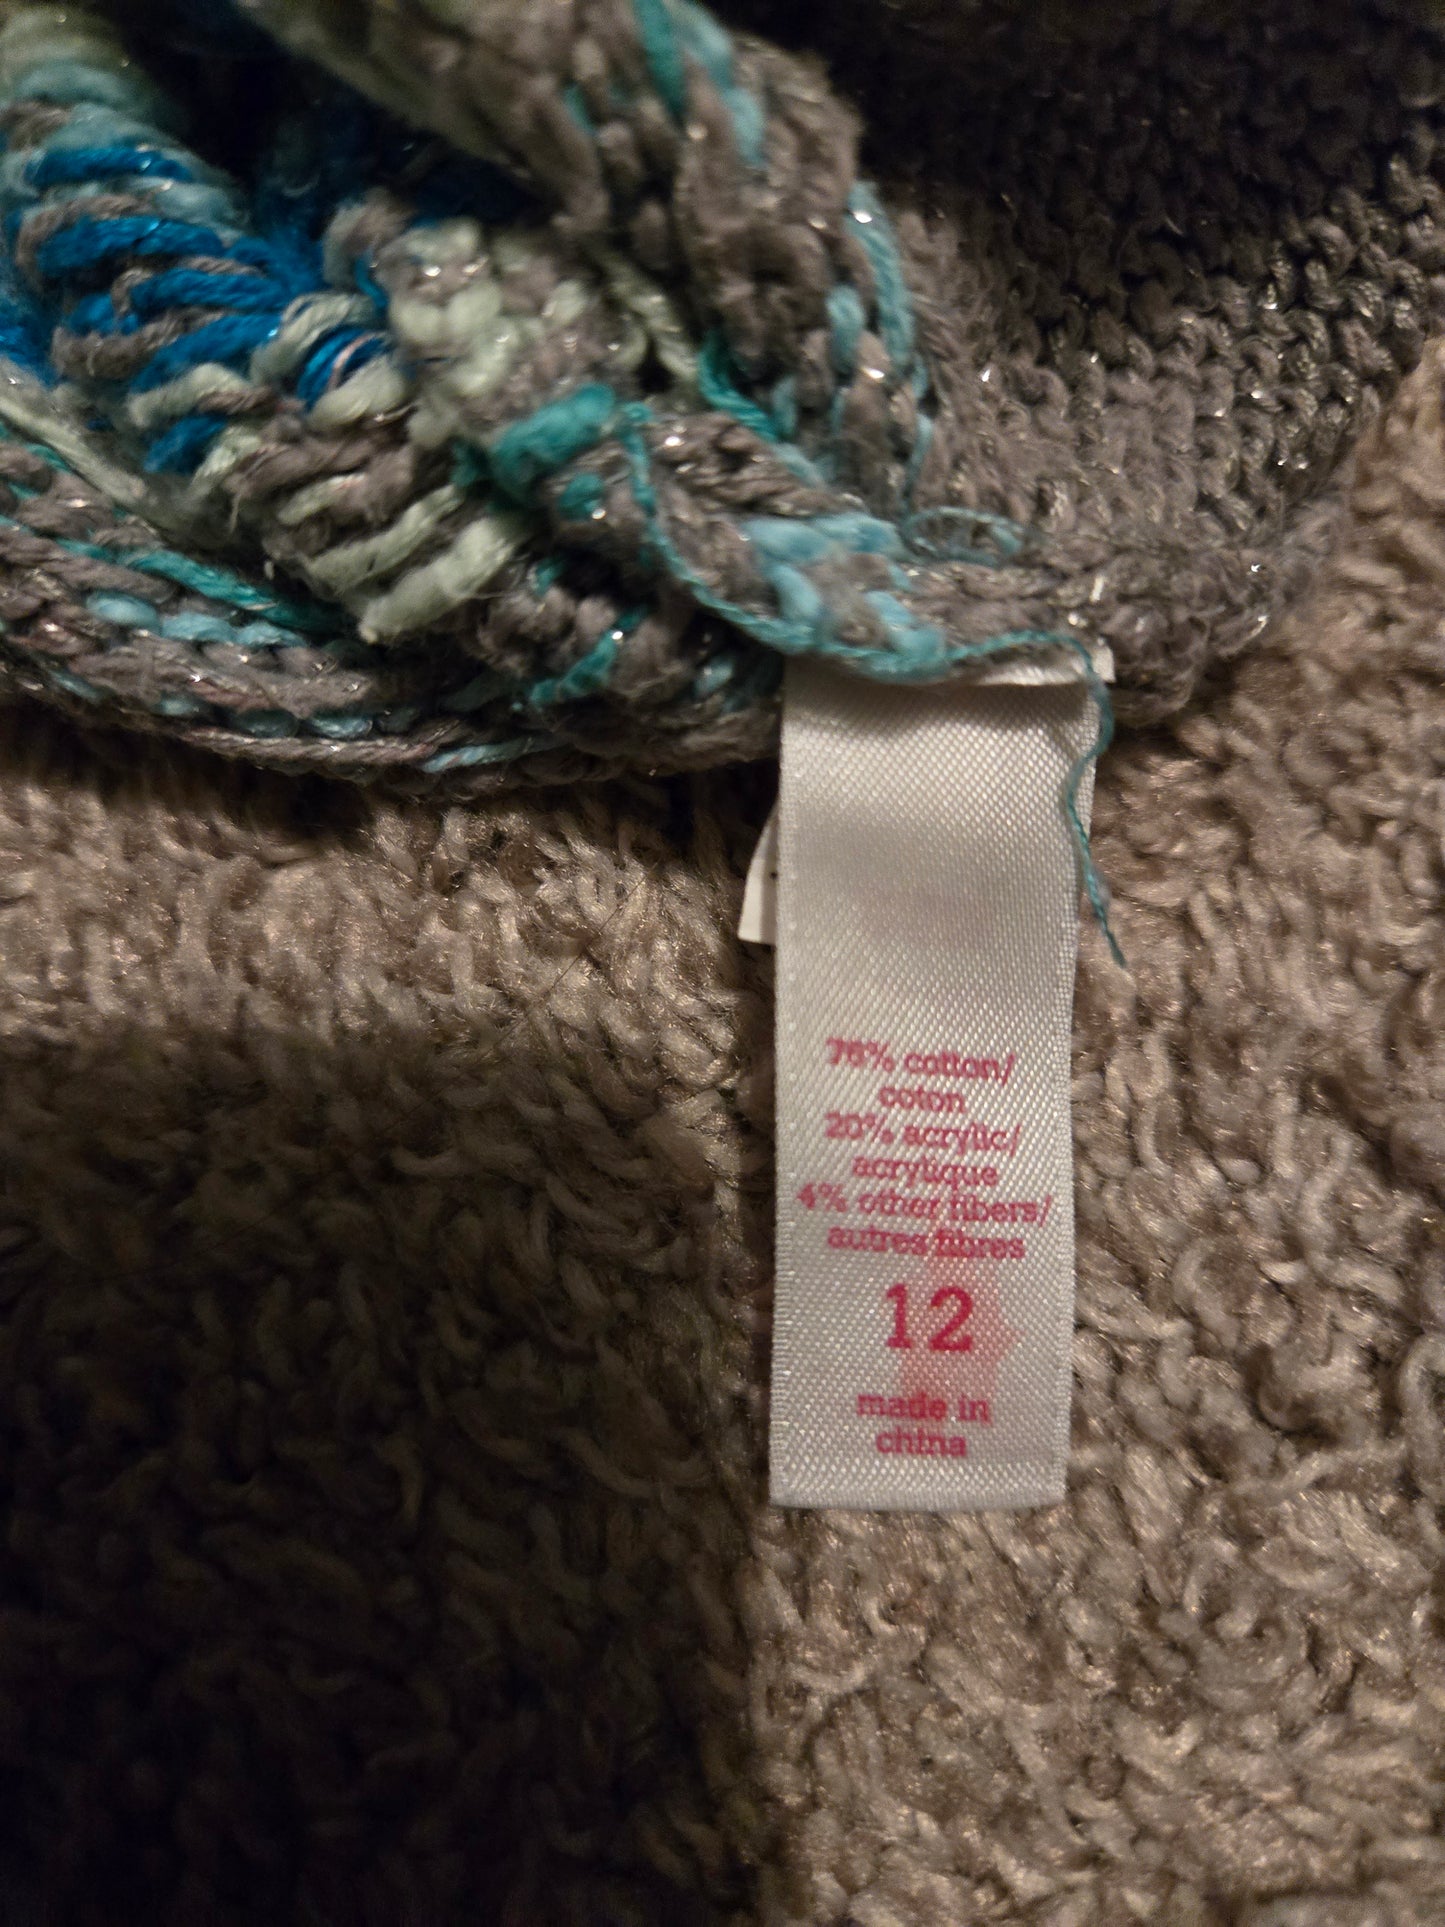 76% cotton/
coton
20% acrylic/
acrylique
4% other fibers/
autres fibres
12
made in
china